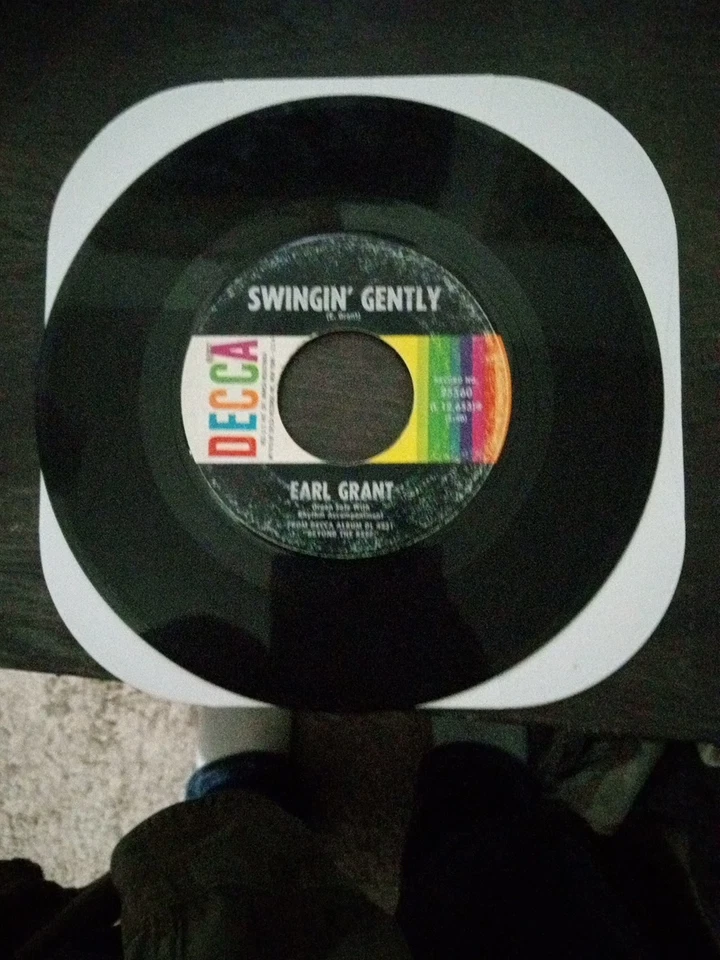 SWINGIN' GENTLY
(E. Grant)
DECCA
RECORD NO.
25560
EARL GRANT
Organ Solo With
Rhythm Accompaniment
FROM DECCA ALBUM DL
"BEYOND THE REEF"